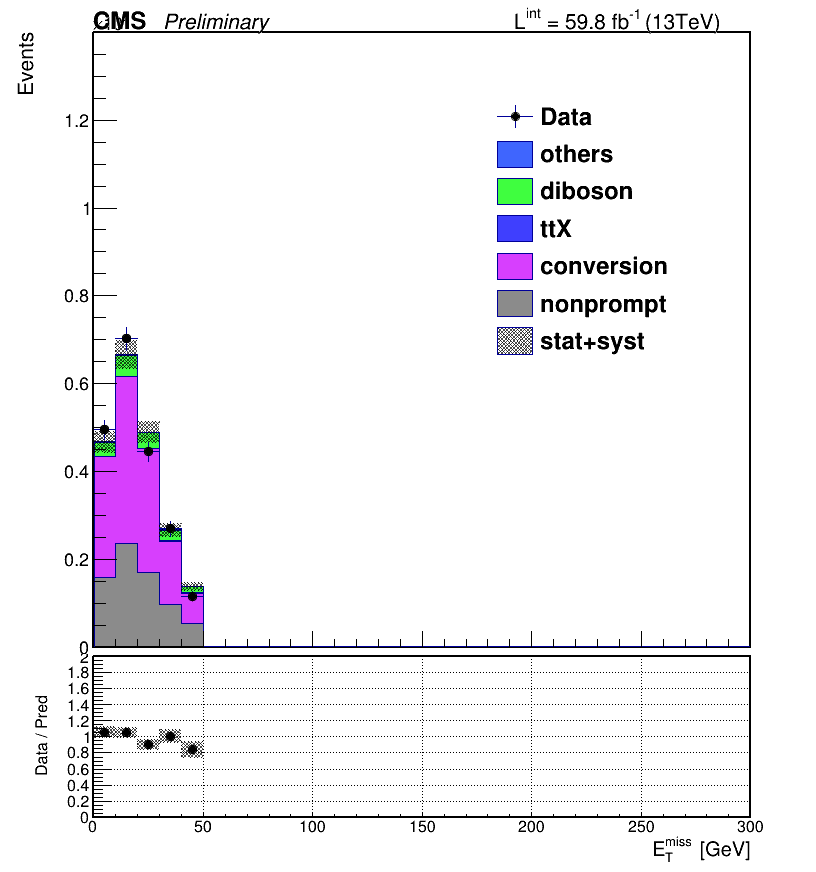 CMS Preliminary L^int = 59.8 fb^-1 (13TeV)
Events
1.2
1
0.8
0.6
0.4
0.2
0
Data
others
diboson
ttX
conversion
nonprompt
stat+syst
Data / Pred
2
1.8
1.6
1.4
1.2
1
0.8
0.6
0.4
0.2
0
0 50 100 150 200 250 300
E_T^miss [GeV]